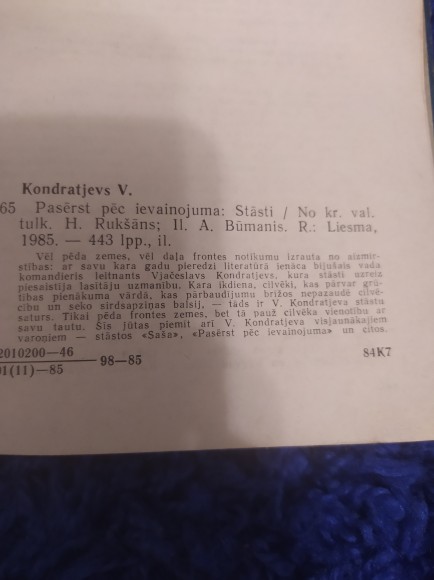 Kondratjevs V.
65 Pasērst pēc ievainojuma: Stāsti / No kr. val.
tulk. H. Rukšāns; Il. A. Būmanis. R.: Liesma,
1985. — 443 lpp., il.
Vēl pēda zemes, vēl daļa frontes notikumu izrauta no aizmir-
stības: ar savu kara gadu pieredzi literatūrā ienāca bijušais vada
komandieris leitnants Vjačeslavs Kondratjevs, kura stāsti uzreiz
piesaistīja lasītāju uzmanību. Kara ikdiena, cilvēki, kas pārvar grū-
tības pienākuma vārdā, kas pārbaudījumu brīžos nepazaudē cilvē-
cību un seko sirdsapziņas balsij, — tāds ir V. Kondratjeva stāstu
saturs. Tikai pēda frontes zemes, bet tā pauž cilvēka vienotību ar
savu tautu. Šīs jūtas piemīt arī V. Kondratjeva visjaunākajiem
varoņiem — stāstos «Saša», «Pasērst pēc ievainojuma» un citos.
2010200—46
01(11)—85 98—85 84K7